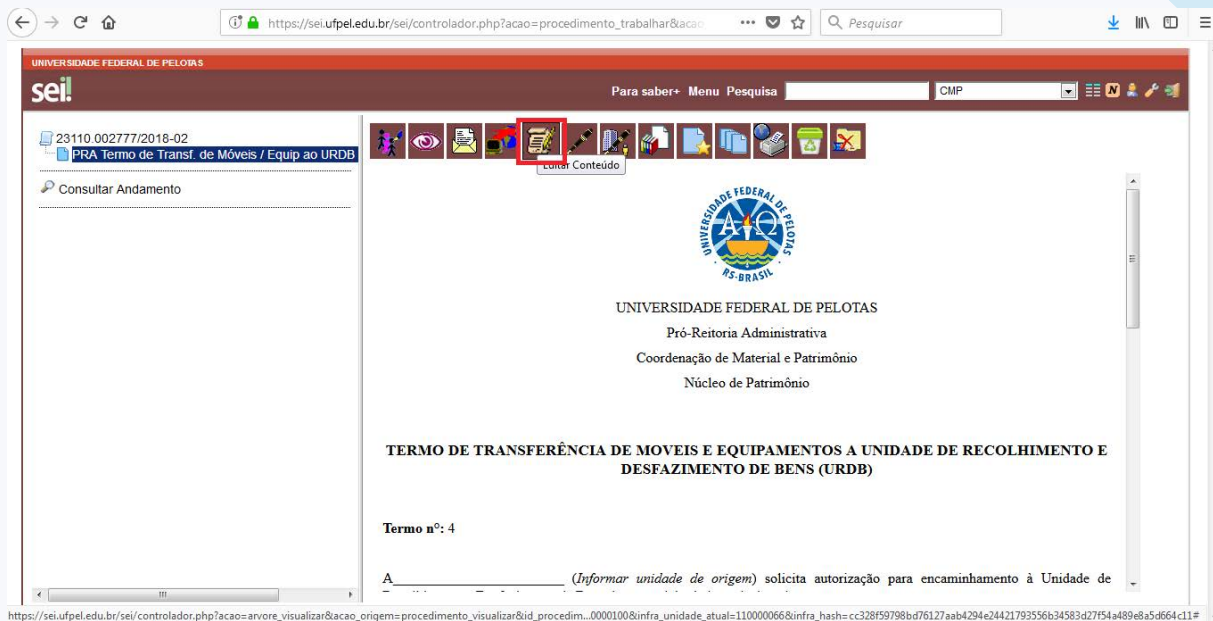 https://sei.ufpel.edu.br/sei/controlador.php?acao=procedimento_trabalhar&acao
Pesquisar
UNIVERSIDADE FEDERAL DE PELOTAS
sei!
Para saber+ Menu Pesquisa
CMP
23110.002777/2018-02
PRA Termo de Transf. de Móveis / Equip ao URDB
Consultar Andamento
Editar Conteúdo
UNIVERSIDADE FEDERAL DE PELOTAS
RS-BRASIL
UNIVERSIDADE FEDERAL DE PELOTAS
Pró-Reitoria Administrativa
Coordenação de Material e Patrimônio
Núcleo de Patrimônio
TERMO DE TRANSFERÊNCIA DE MOVEIS E EQUIPAMENTOS A UNIDADE DE RECOLHIMENTO E
DESFAZIMENTO DE BENS (URDB)
Termo nº: 4
A________________________ (Informar unidade de origem) solicita autorização para encaminhamento à Unidade de
https://sei.ufpel.edu.br/sei/controlador.php?acao=arvore_visualizar&acao_origem=procedimento_visualizar&id_procedim...0000100&infra_unidade_atual=110000066&infra_hash=cc328f59798bd76127aab4294e24421793556b34583d27f54a489e8a5d664c11#